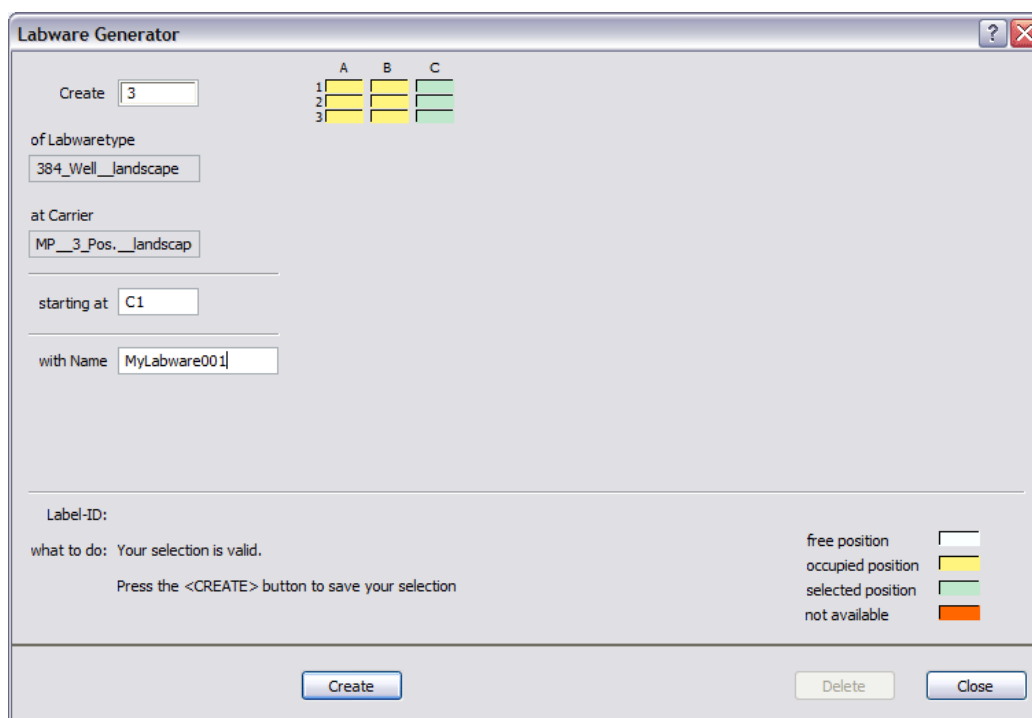 Labware Generator
A B C
Create 3
1
2
3
of Labwaretype
384_Well__landscape
at Carrier
MP__3_Pos.__landscap
starting at C1
with Name MyLabware001
Label-ID:
what to do: Your selection is valid.
Press the <CREATE> button to save your selection
free position
occupied position
selected position
not available
Create Delete Close